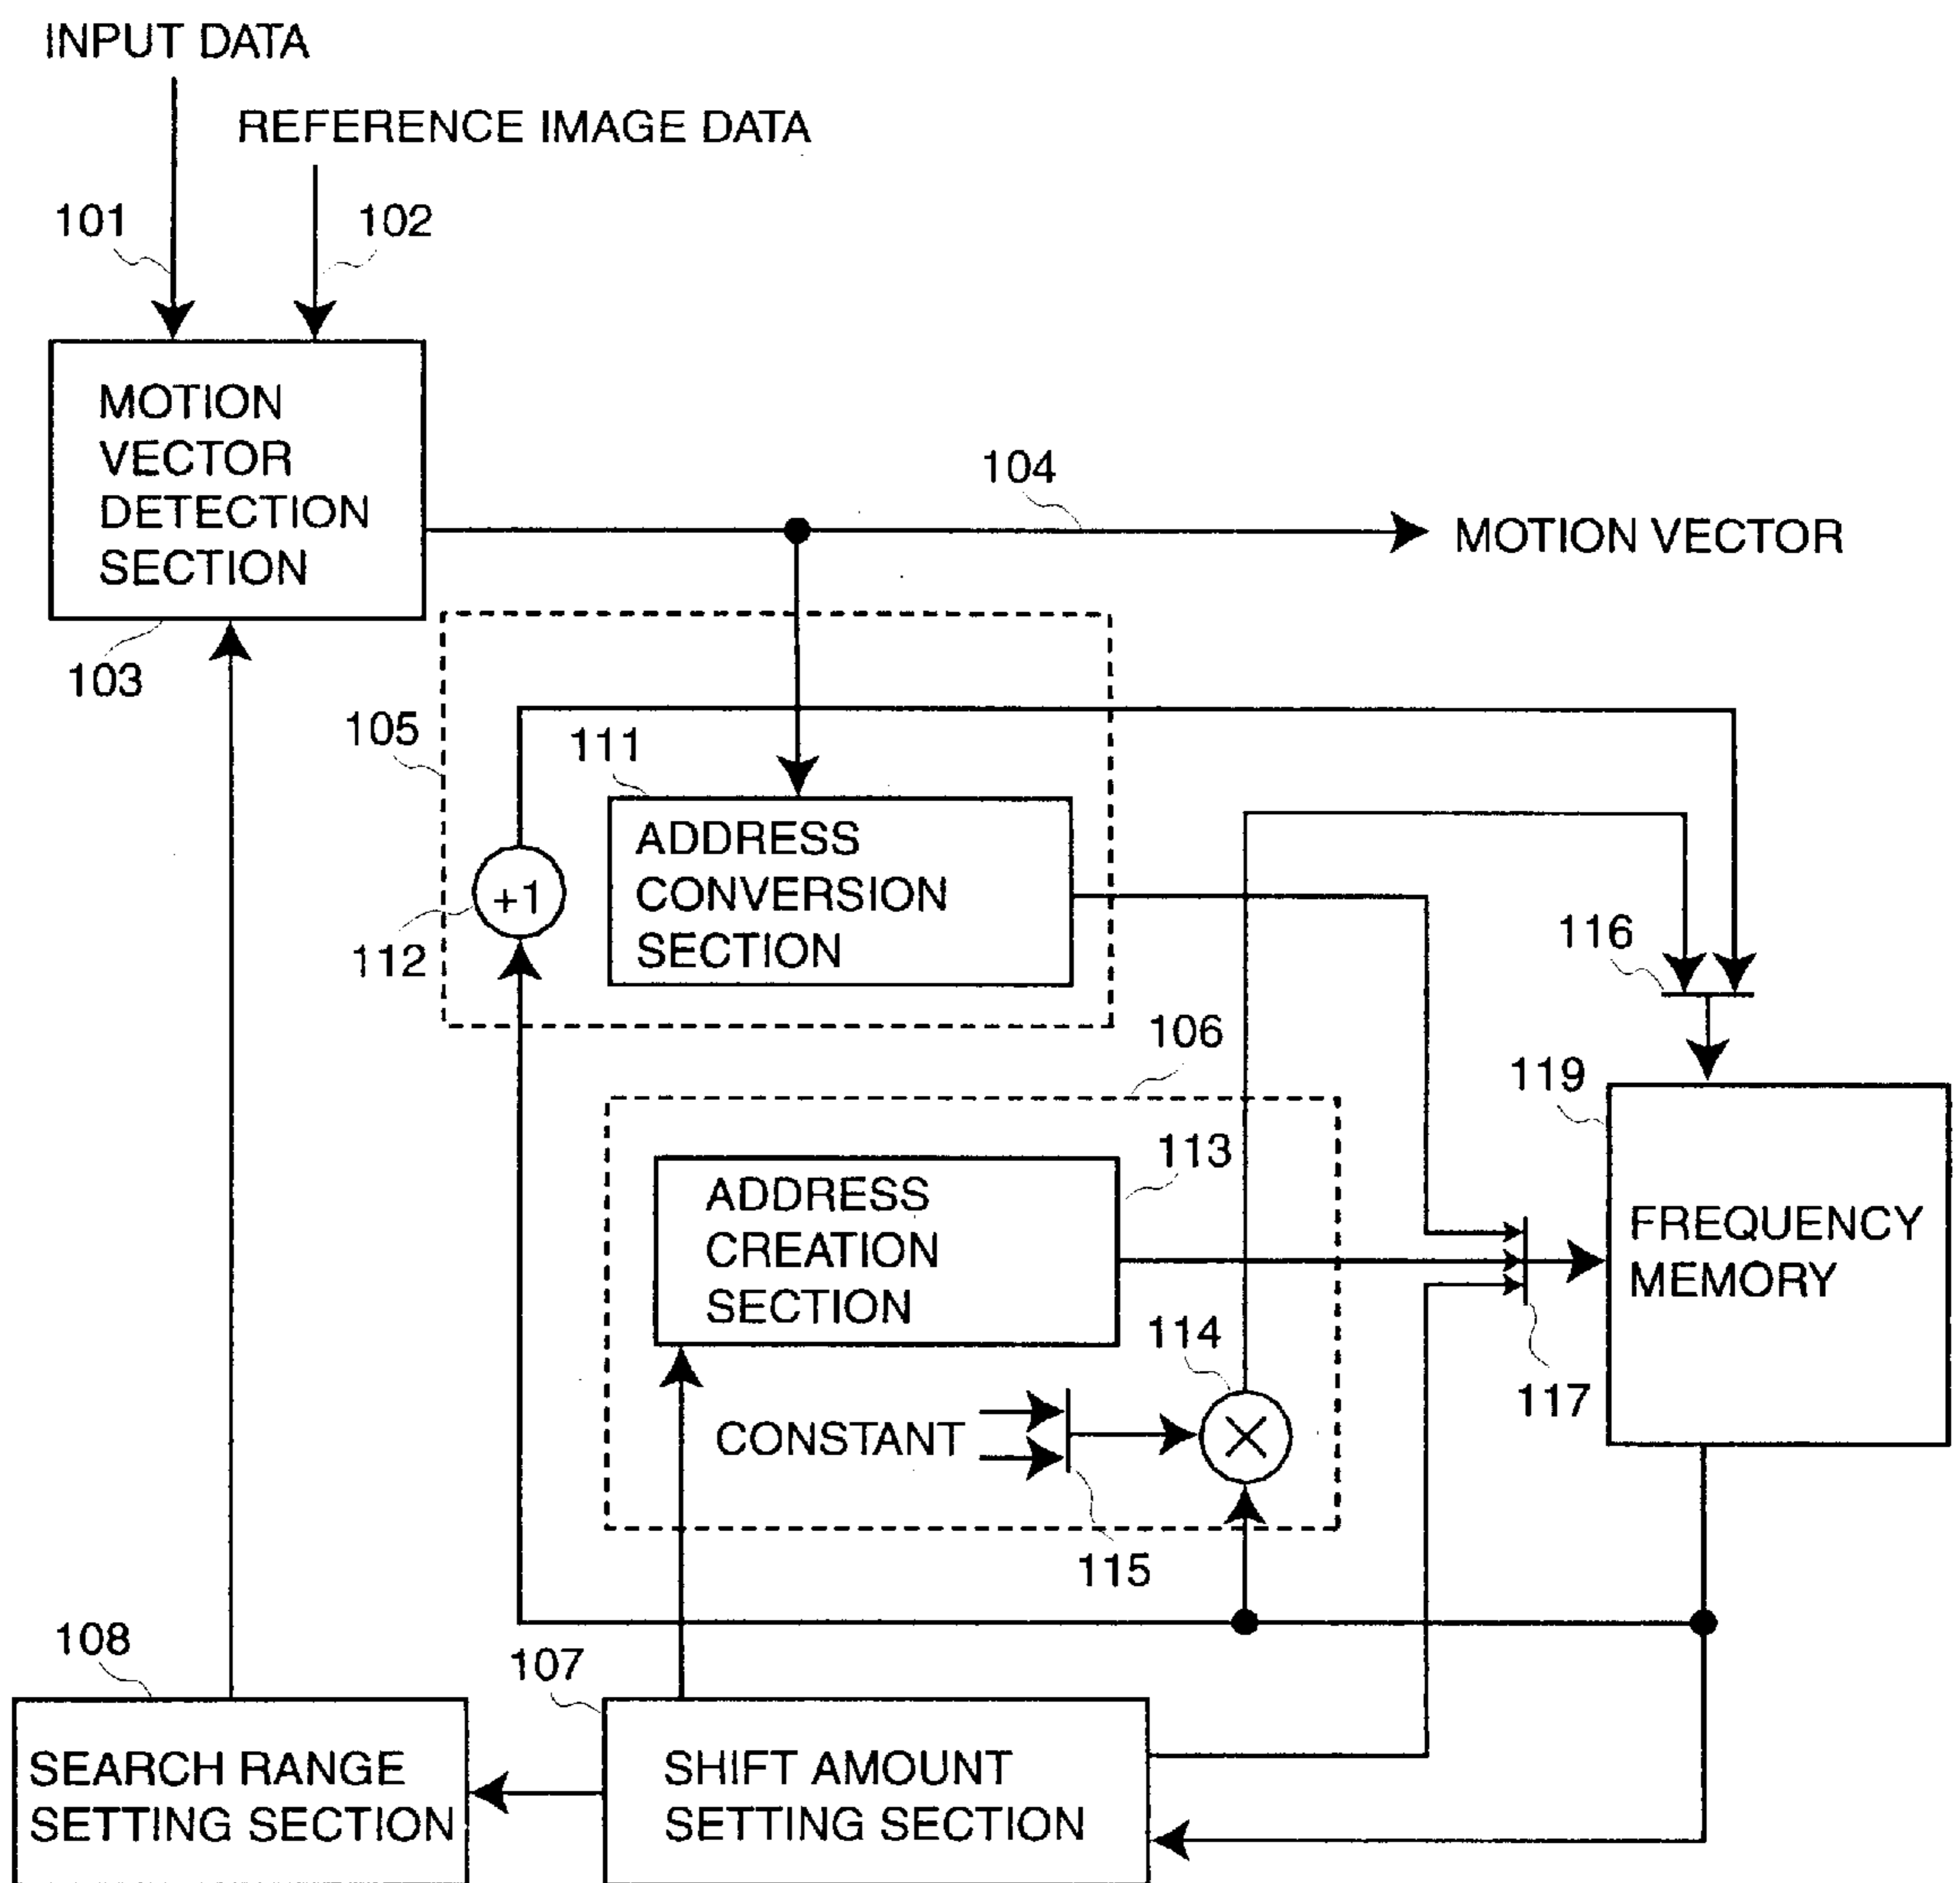 INPUT DATA
REFERENCE IMAGE DATA
101
102
MOTION
VECTOR
DETECTION
SECTION
103
104
MOTION VECTOR
105
111
ADDRESS
CONVERSION
SECTION
+1
112
116
106
119
113
ADDRESS
CREATION
SECTION
FREQUENCY
MEMORY
114
117
CONSTANT
115
108
107
SEARCH RANGE
SETTING SECTION
SHIFT AMOUNT
SETTING SECTION